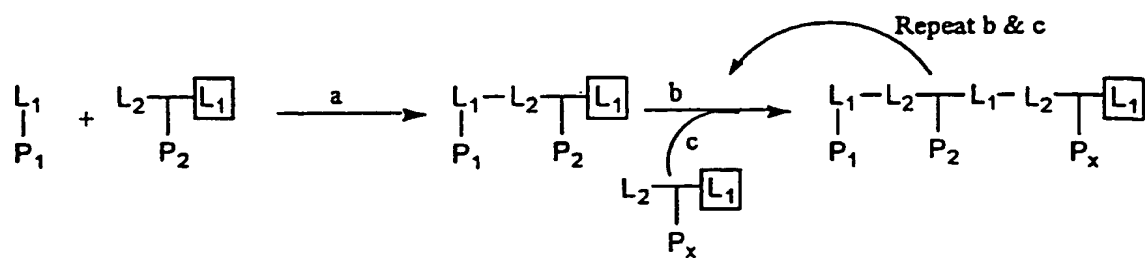 Repeat b & c
L₁ + L₂ L₁ a L₁ L₂ L₁ b L₁ L₂ L₁ L₂ L₁
P₁ P₂ P₁ P₂ c P₁ P₂ Pₓ
L₂ L₁
Pₓ